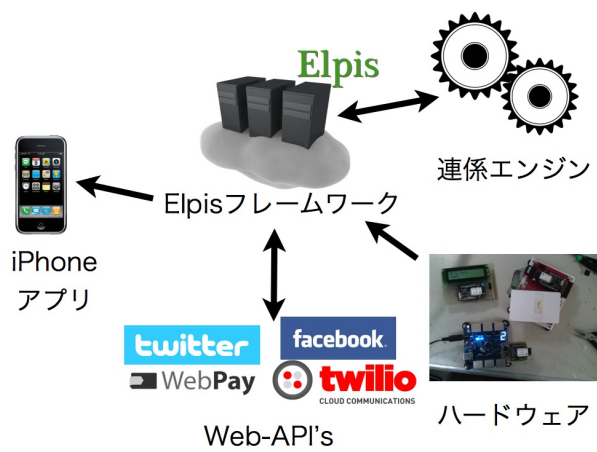 Elpis
連係エンジン
Elpisフレームワーク
iPhone
アプリ
twitter
facebook.
WebPay
twilio
CLOUD COMMUNICATIONS
Web-API's
2
ハードウェア